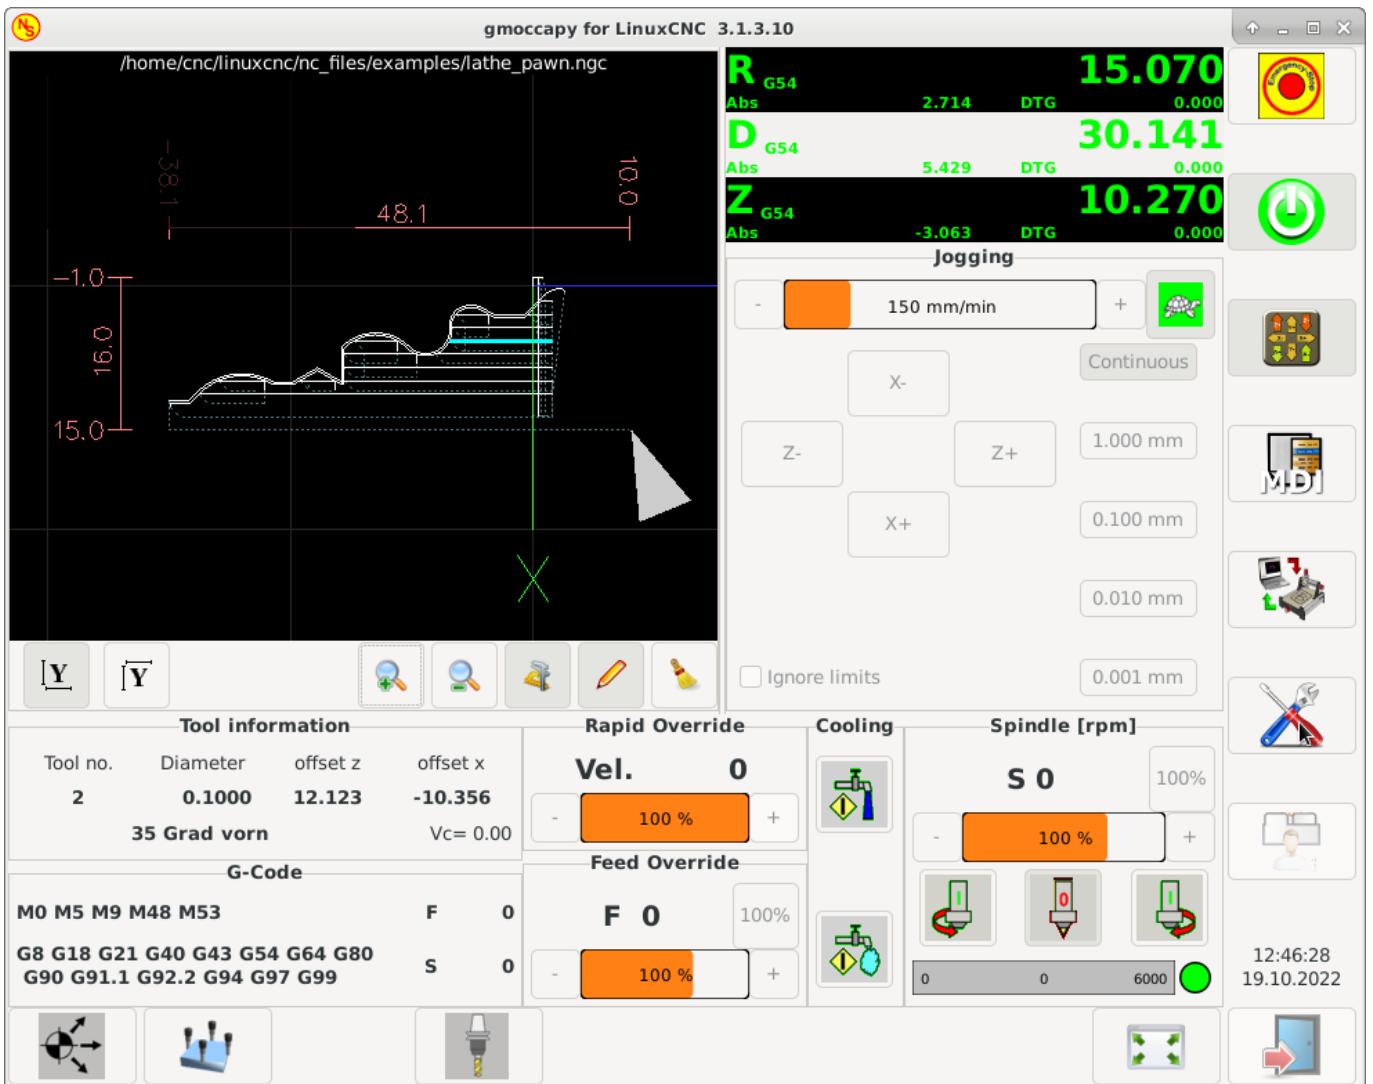 gmoccapy for LinuxCNC 3.1.3.10
/home/cnc/linuxcnc/nc_files/examples/lathe_pawn.ngc
-38.1
10.0
48.1
-1.0
16.0
15.0
X
Y
Y
R G54 15.070
Abs 2.714 DTG 0.000
D G54 30.141
Abs 5.429 DTG 0.000
Z G54 10.270
Abs -3.063 DTG 0.000
Jogging
- 150 mm/min +
X-
Z- Z+
X+
Continuous
1.000 mm
0.100 mm
0.010 mm
0.001 mm
Ignore limits
Emergency-Stop
MDI
Tool information
Tool no. Diameter offset z offset x
2 0.1000 12.123 -10.356
35 Grad vorn Vc= 0.00
G-Code
M0 M5 M9 M48 M53 F 0
G8 G18 G21 G40 G43 G54 G64 G80
G90 G91.1 G92.2 G94 G97 G99
S 0
Rapid Override
Vel. 0
- 100 % +
Feed Override
F 0 100%
- 100 % +
Cooling
Spindle [rpm]
S 0 100%
- 100 % +
I 0 I
0 0 6000
12:46:28
19.10.2022